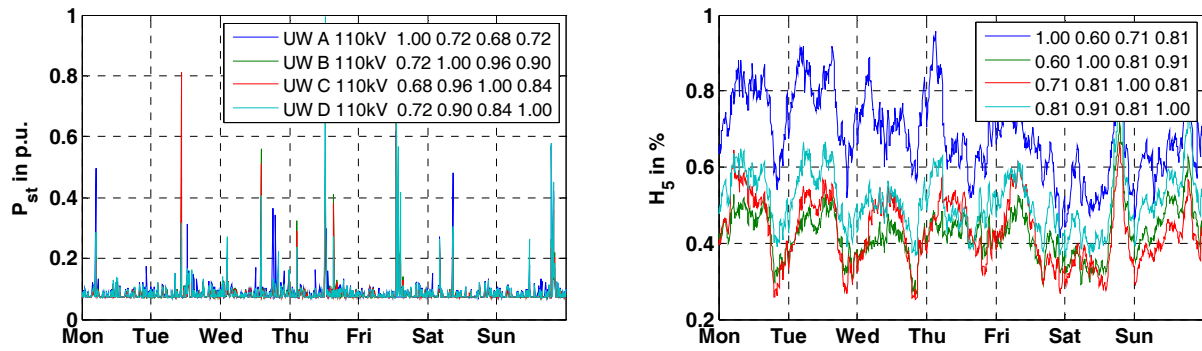 1
0.8
0.6
0.4
0.2
0
P_st in p.u.
UW A 110kV 1.00 0.72 0.68 0.72
UW B 110kV 0.72 1.00 0.96 0.90
UW C 110kV 0.68 0.96 1.00 0.84
UW D 110kV 0.72 0.90 0.84 1.00
Mon Tue Wed Thu Fri Sat Sun
1
0.8
0.6
0.4
0.2
H_5 in %
1.00 0.60 0.71 0.81
0.60 1.00 0.81 0.91
0.71 0.81 1.00 0.81
0.81 0.91 0.81 1.00
Mon Tue Wed Thu Fri Sat Sun